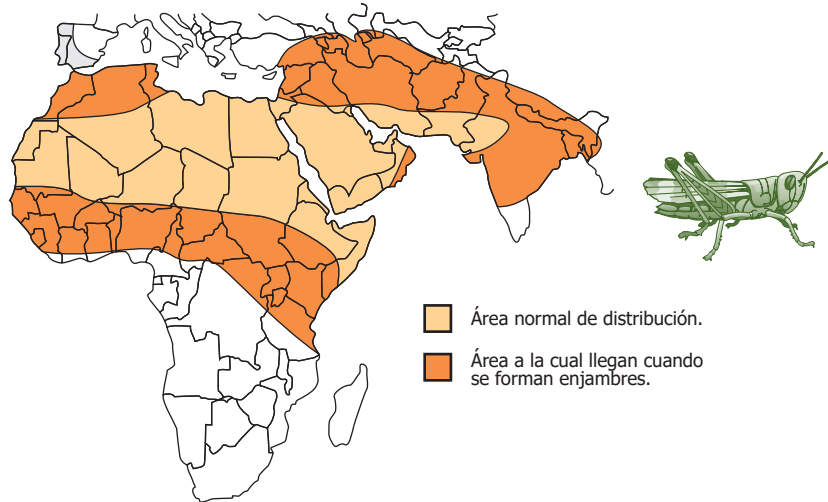 Área normal de distribución.
Área a la cual llegan cuando
se forman enjambres.